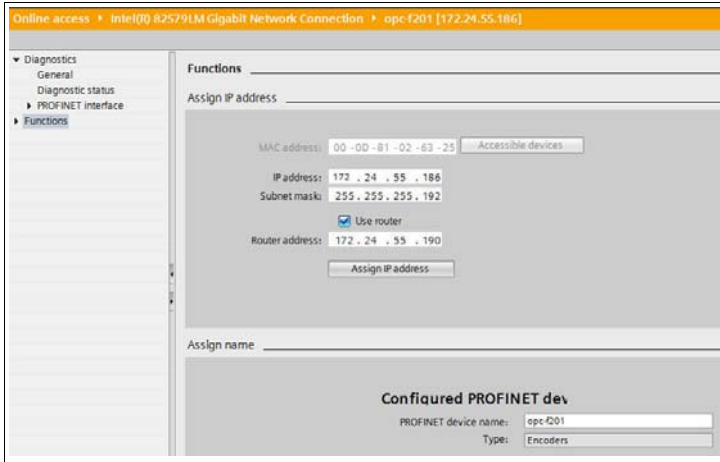 Online access ▸ Intel(R) 82579LM Gigabit Network Connection ▸ opc-f201 [172.24.55.186]
Diagnostics
General
Diagnostic status
PROFINET interface
Functions
Functions
Assign IP address
MAC address: 00 -0D -81 -02 -63 -25 Accessible devices
IP address: 172 . 24 . 55 . 186
Subnet mask: 255 . 255 . 255 . 192
Use router
Router address: 172 . 24 . 55 . 190
Assign IP address
Assign name
Configured PROFINET dev
PROFINET device name: opc-f201
Type: Encoders